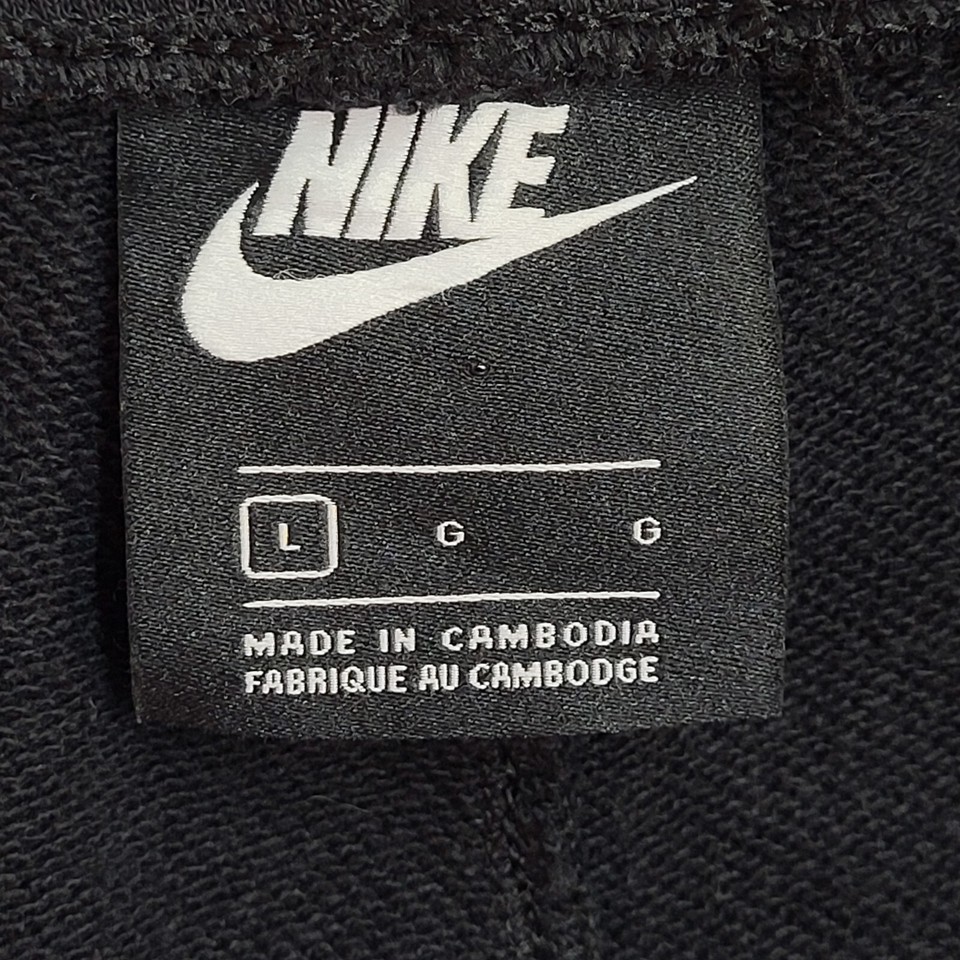 NIKE
L G G
MADE IN CAMBODIA
FABRIQUE AU CAMBODGE